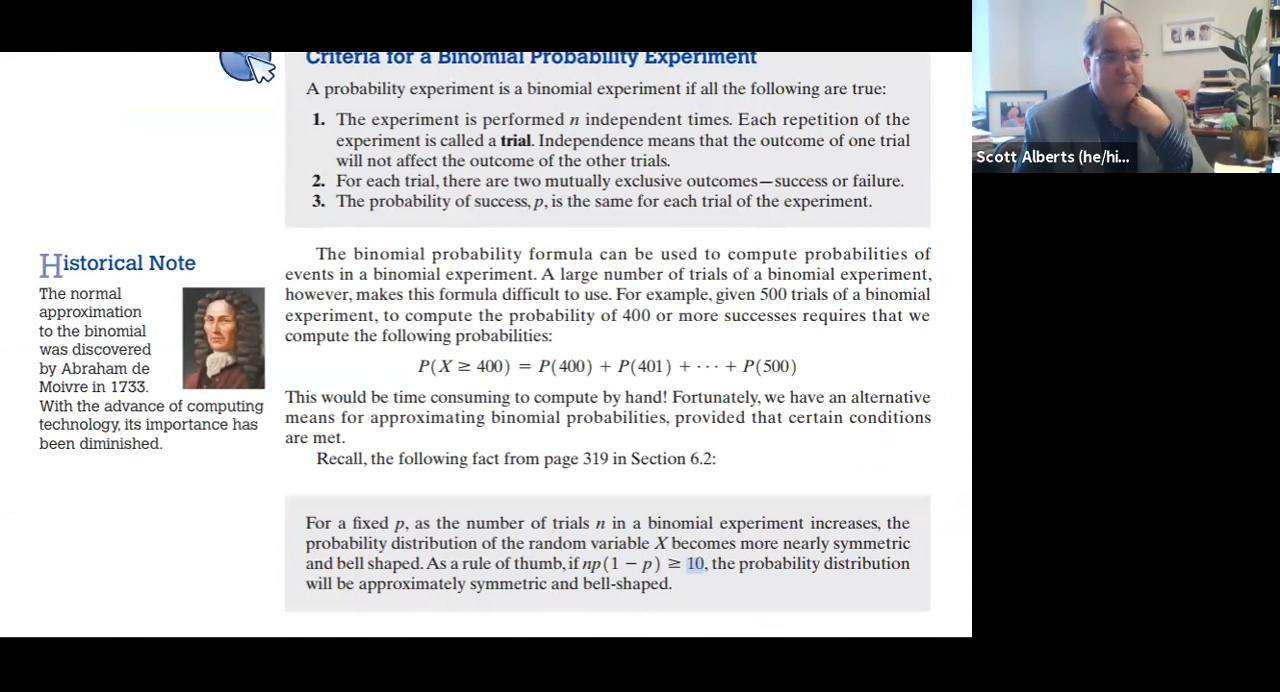 Criteria for a Binomial Probability Experiment
A probability experiment is a binomial experiment if all the following are true:
1. The experiment is performed n independent times. Each repetition of the
experiment is called a trial. Independence means that the outcome of one trial
will not affect the outcome of the other trials.
2. For each trial, there are two mutually exclusive outcomes—success or failure.
3. The probability of success, p, is the same for each trial of the experiment.
Historical Note
The normal
approximation
to the binomial
was discovered
by Abraham de
Moivre in 1733.
With the advance of computing
technology, its importance has
been diminished.
The binomial probability formula can be used to compute probabilities of
events in a binomial experiment. A large number of trials of a binomial experiment,
however, makes this formula difficult to use. For example, given 500 trials of a binomial
experiment, to compute the probability of 400 or more successes requires that we
compute the following probabilities:
P(X ≥ 400) = P(400) + P(401) + ··· + P(500)
This would be time consuming to compute by hand! Fortunately, we have an alternative
means for approximating binomial probabilities, provided that certain conditions
are met.
Recall, the following fact from page 319 in Section 6.2:
For a fixed p, as the number of trials n in a binomial experiment increases, the
probability distribution of the random variable X becomes more nearly symmetric
and bell shaped. As a rule of thumb, if np(1 − p) ≥ 10, the probability distribution
will be approximately symmetric and bell-shaped.
Scott Alberts (he/hi...